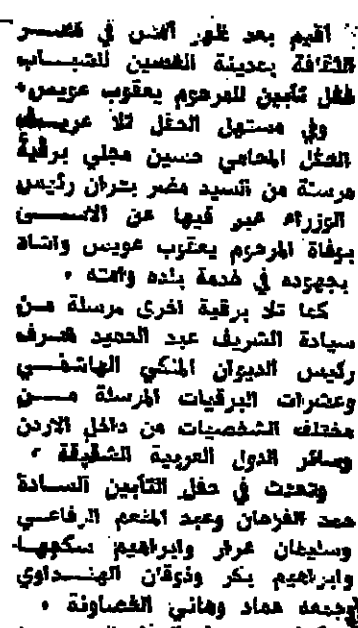 أقيم بعد ظهر أمس في قصر
الثقافة بمدينة الحسين للشباب
حفل تأبين للمرحوم يعقوب عويس.
وفي مستهل الحفل تلا عريف
الحفل المحامي حسين مجلي برقية
مرسلة من السيد مضر بدران رئيس
الوزراء عبر فيها عن الاسى
بوفاة المرحوم يعقوب عويس واشاد
بجهوده في خدمة بلده وامته .
كما تلا برقية اخرى مرسلة من
سيادة الشريف عبد الحميد شرف
رئيس الديوان الملكي الهاشمي
وعشرات البرقيات المرسلة من
مختلف الشخصيات من داخل الاردن
وسائر الدول العربية الشقيقة .
وتحدث في حفل التأبين السادة
حمد الفرحان وعبد المنعم الرفاعي
وسليمان عرار وابراهيم سكجها
وابراهيم بكر وذوقان الهنداوي
وجمعه حماد وهاني الخصاونة .